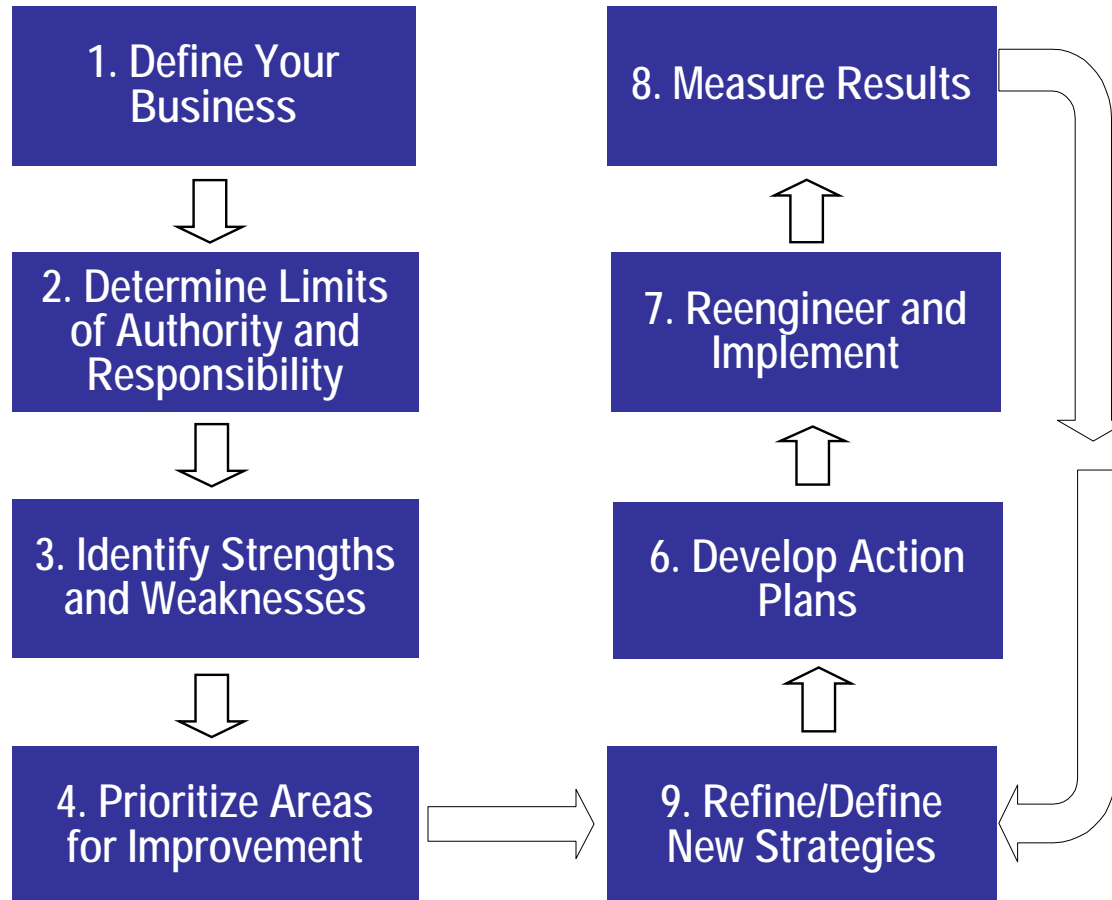 1. Define Your
Business
2. Determine Limits
of Authority and
Responsibility
3. Identify Strengths
and Weaknesses
4. Prioritize Areas
for Improvement
8. Measure Results
7. Reengineer and
Implement
6. Develop Action
Plans
9. Refine/Define
New Strategies